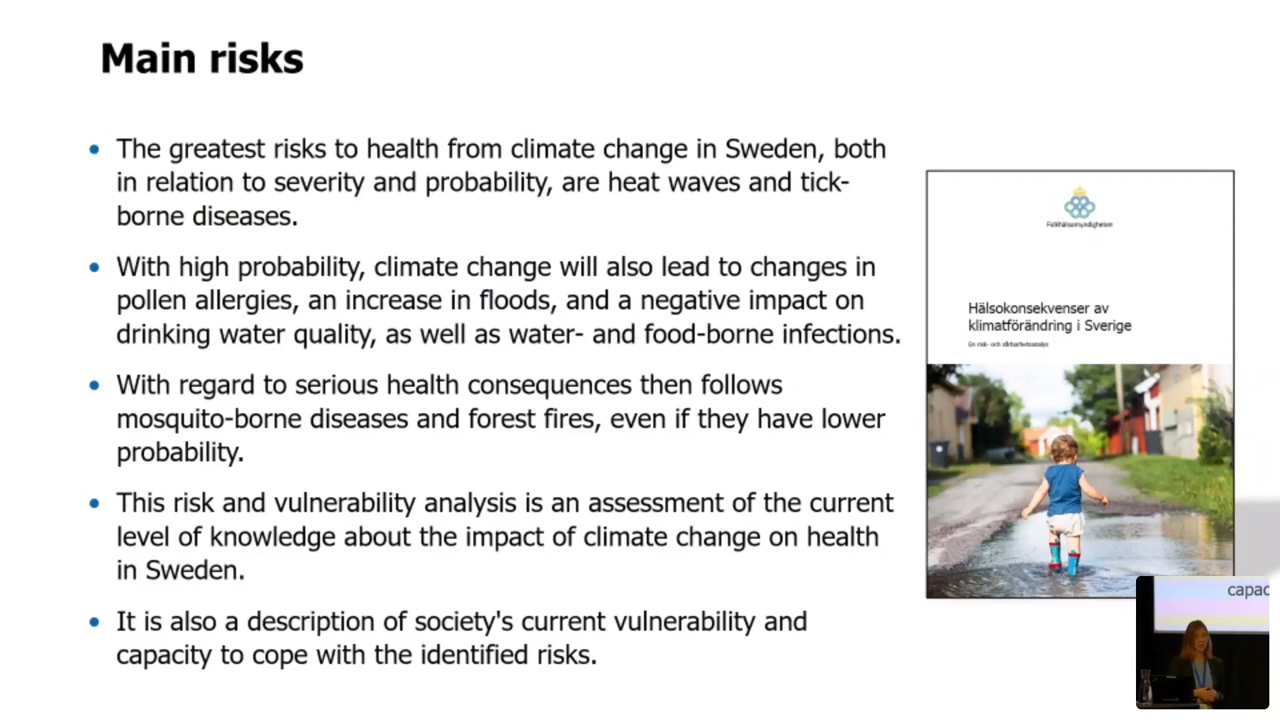 Main risks
• The greatest risks to health from climate change in Sweden, both
in relation to severity and probability, are heat waves and tick-
borne diseases.
• With high probability, climate change will also lead to changes in
pollen allergies, an increase in floods, and a negative impact on
drinking water quality, as well as water- and food-borne infections.
• With regard to serious health consequences then follows
mosquito-borne diseases and forest fires, even if they have lower
probability.
• This risk and vulnerability analysis is an assessment of the current
level of knowledge about the impact of climate change on health
in Sweden.
• It is also a description of society's current vulnerability and
capacity to cope with the identified risks.
Folkhälsomyndigheten
Hälsokonsekvenser av
klimatförändring i Sverige
En risk- och sårbarhetsanalys
capac